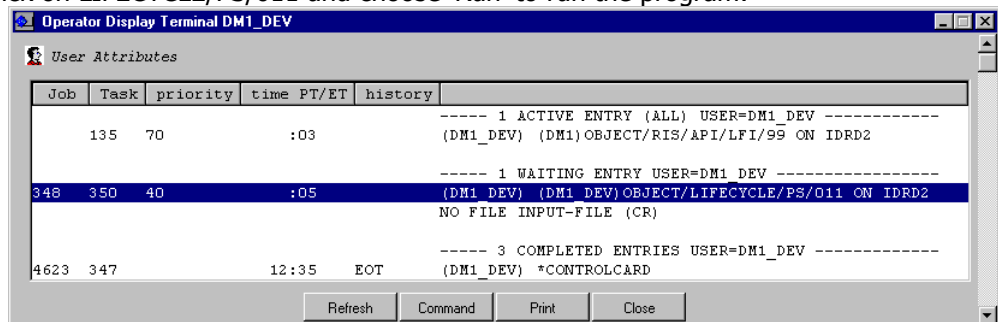 Operator Display Terminal DM1_DEV
User Attributes
Job Task priority time PT/ET history
----- 1 ACTIVE ENTRY (ALL) USER=DM1_DEV ------------
135 70 :03 (DM1_DEV) (DM1)OBJECT/RIS/API/LFI/99 ON IDRD2
----- 1 WAITING ENTRY USER=DM1_DEV -----------------
348 350 40 :05 (DM1_DEV) (DM1_DEV)OBJECT/LIFECYCLE/PS/011 ON IDRD2
NO FILE INPUT-FILE (CR)
----- 3 COMPLETED ENTRIES USER=DM1_DEV -------------
4623 347 12:35 EOT (DM1_DEV) *CONTROLCARD
Refresh Command Print Close